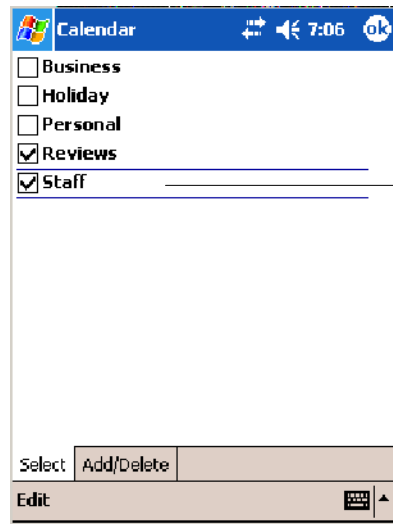 Calendar 7:06 ok
Business
Holiday
Personal
Reviews
Staff
Select Add/Delete
Edit